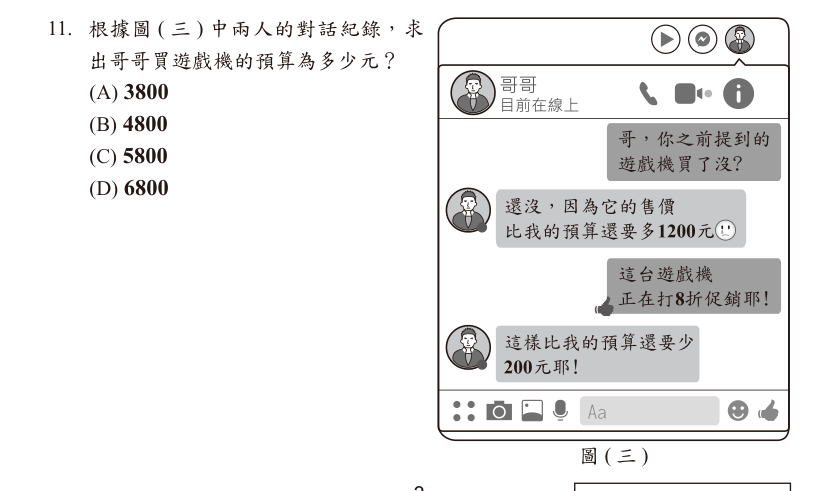 11. 根據圖(三)中兩人的對話紀錄，求
出哥哥買遊戲機的預算為多少元？
(A) 3800
(B) 4800
(C) 5800
(D) 6800
哥哥
目前在線上
哥，你之前提到的
遊戲機買了沒?
還沒，因為它的售價
比我的預算還要多1200元
這台遊戲機
正在打8折促銷耶!
這樣比我的預算還要少
200元耶!
Aa
圖(三)